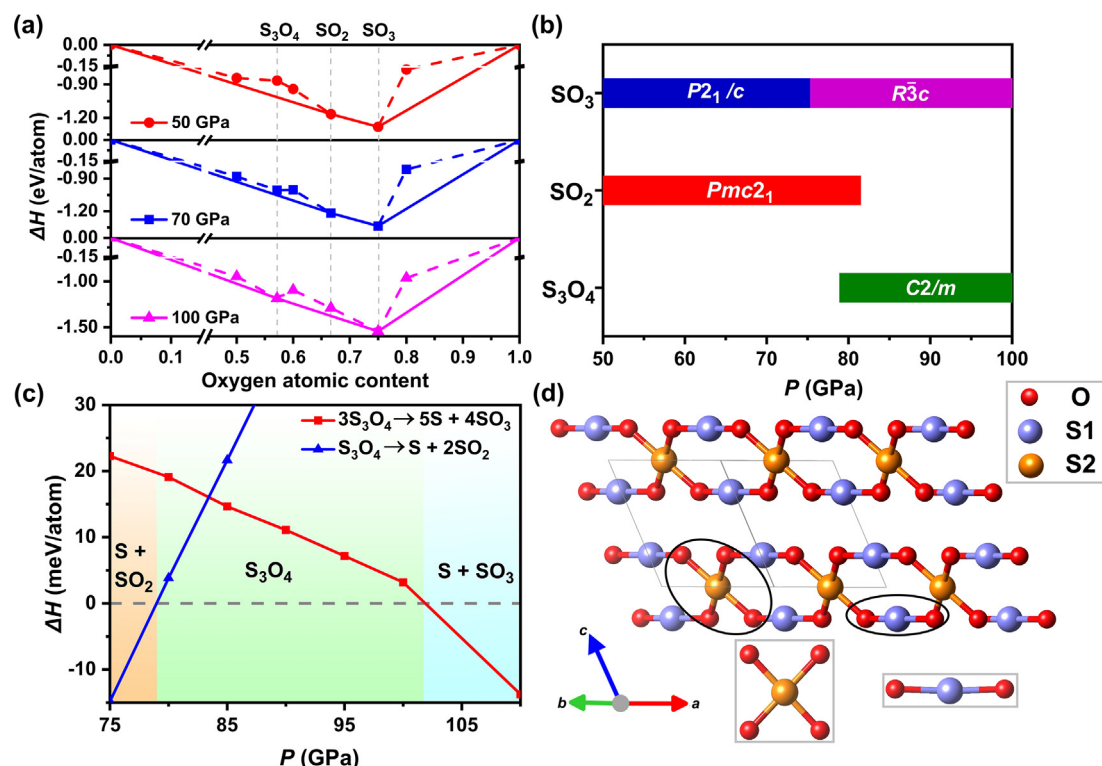 (a)
S₃O₄ SO₂ SO₃
0.00
-0.15
-0.90
-1.20
50 GPa
0.00
-0.15
-0.90
-1.20
70 GPa
0.00
-0.15
-1.00
-1.50
100 GPa
ΔH (eV/atom)
0.0 0.1 0.5 0.6 0.7 0.8 0.9 1.0
Oxygen atomic content
(b)
SO₃
P2₁/c R3̄c
SO₂
Pmc2₁
S₃O₄
C2/m
50 60 70 80 90 100
P (GPa)
(c)
30
20
10
0
-10
ΔH (meV/atom)
3S₃O₄→5S + 4SO₃
S₃O₄→S + 2SO₂
S +
SO₂
S₃O₄
S + SO₃
75 85 95 105
P (GPa)
(d)
O
S1
S2
c
b
a